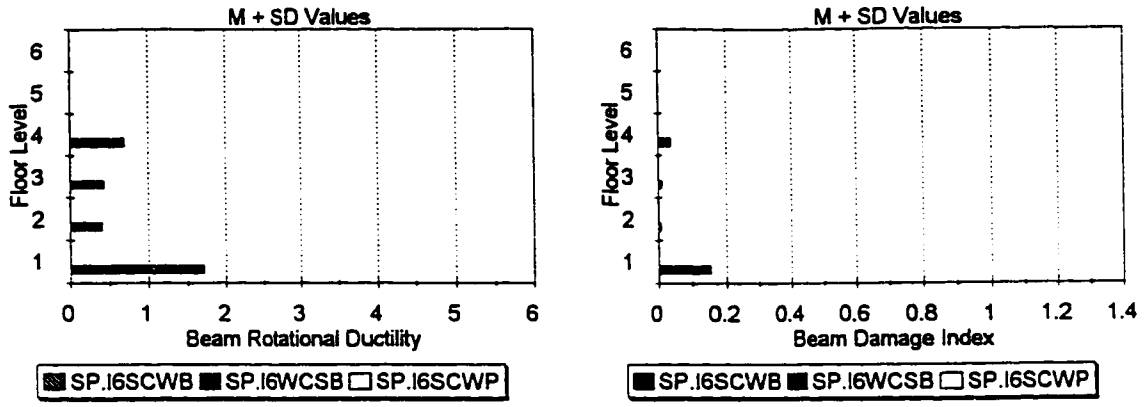 M + SD Values
6
5
4
3
2
1
Floor Level
0 1 2 3 4 5 6
Beam Rotational Ductility
SP.I6SCWB SP.I6WCSB SP.I6SCWP
M + SD Values
6
5
4
3
2
1
Floor Level
0 0.2 0.4 0.6 0.8 1 1.2 1.4
Beam Damage Index
SP.I6SCWB SP.I6WCSB SP.I6SCWP